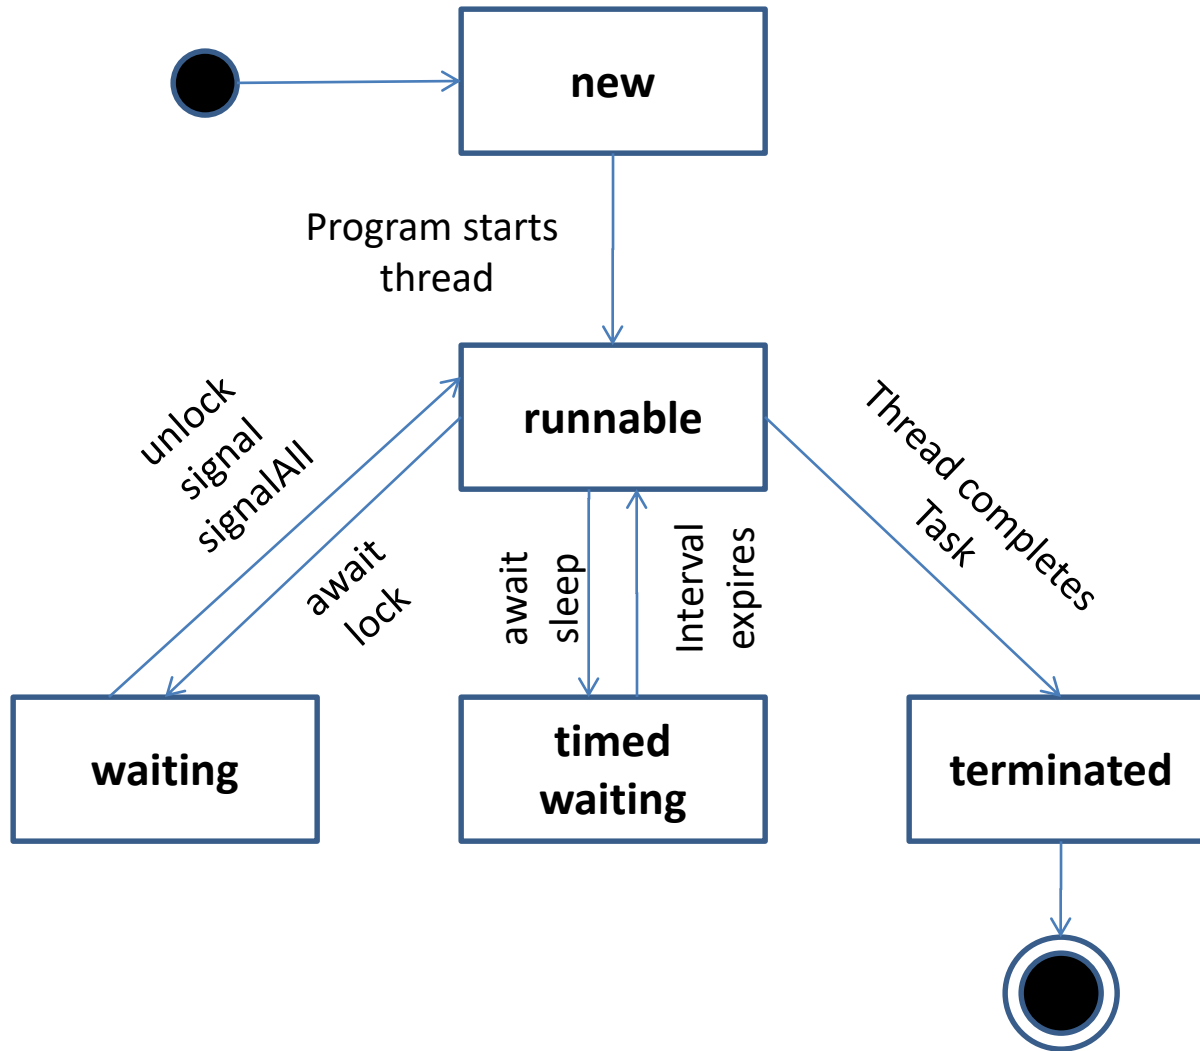 new
Program starts
thread
runnable
unlock
signal
signalAll
await
lock
await
sleep
Interval
expires
Thread completes
Task
waiting
timed
waiting
terminated